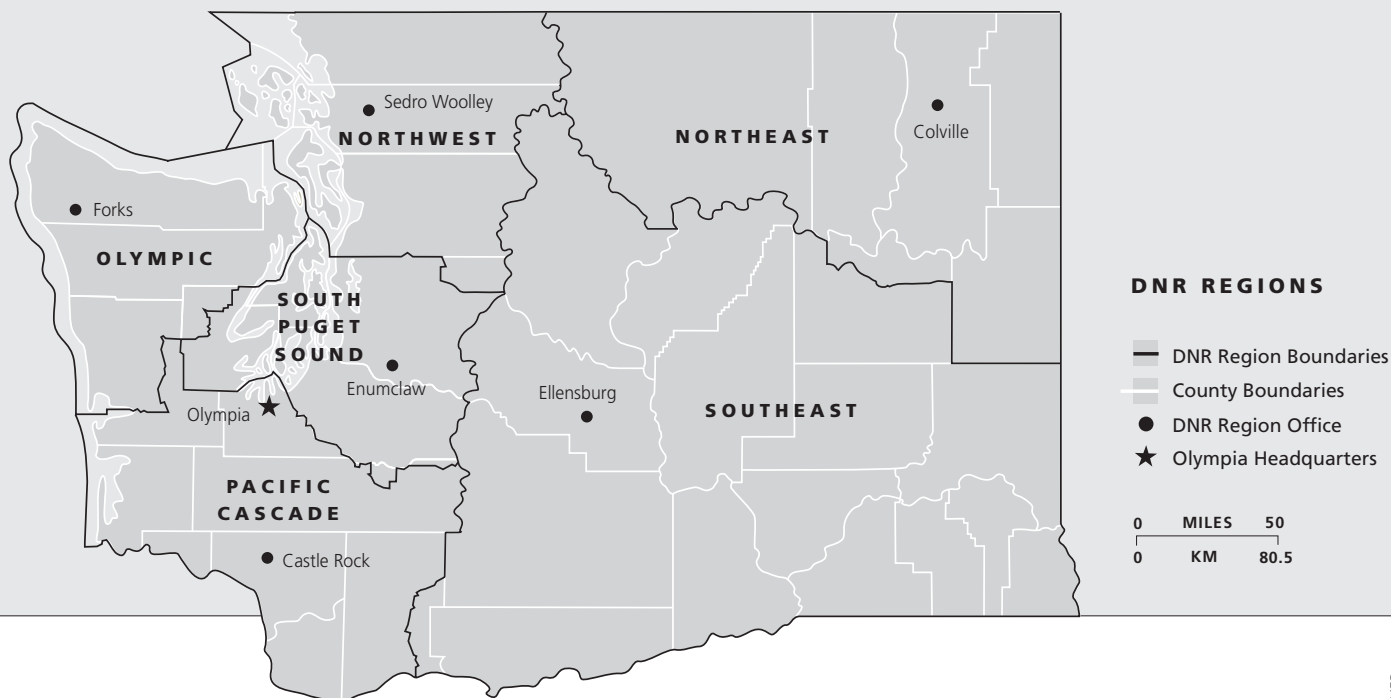 Sedro Woolley
NORTHWEST
NORTHEAST
Colville
Forks
OLYMPIC
SOUTH
PUGET
SOUND
Enumclaw
Olympia
Ellensburg
SOUTHEAST
PACIFIC
CASCADE
Castle Rock
DNR REGIONS
DNR Region Boundaries
County Boundaries
DNR Region Office
Olympia Headquarters
0 MILES 50
0 KM 80.5